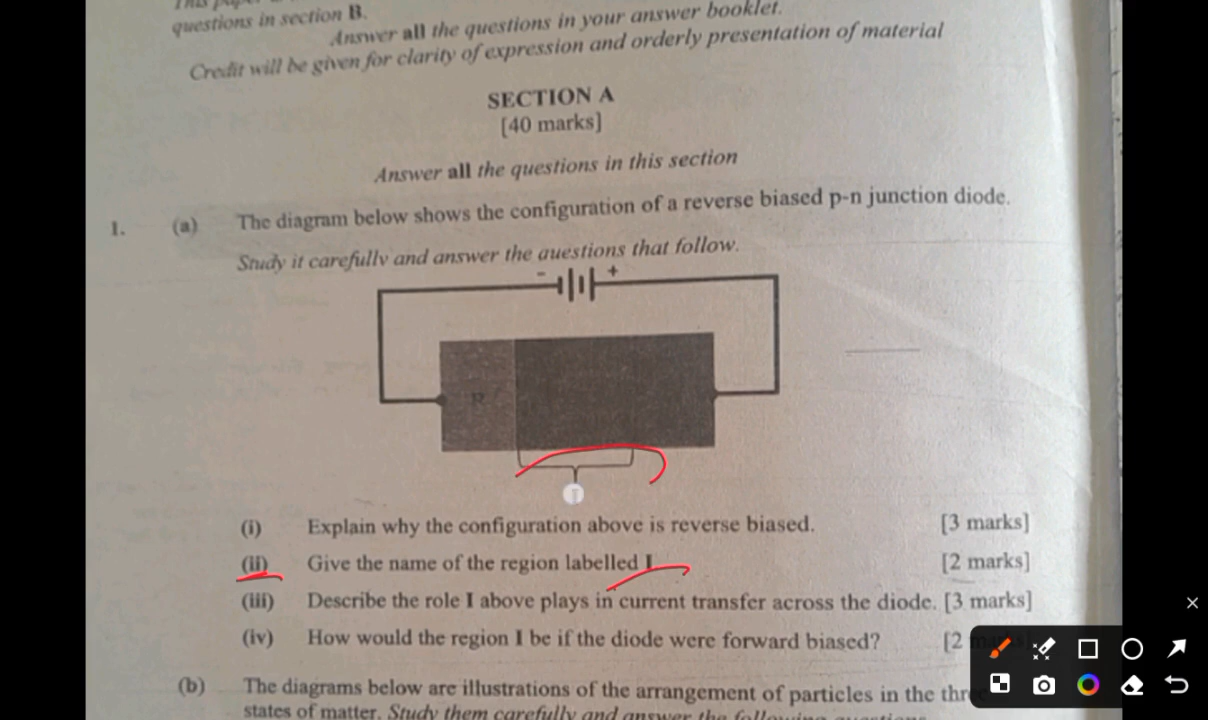 questions in section B.
Answer all the questions in your answer booklet.
Credit will be given for clarity of expression and orderly presentation of material
SECTION A
[40 marks]
Answer all the questions in this section
1. (a) The diagram below shows the configuration of a reverse biased p-n junction diode.
Study it carefully and answer the questions that follow.
- +
I
(i) Explain why the configuration above is reverse biased. [3 marks]
(ii) Give the name of the region labelled I [2 marks]
(iii) Describe the role I above plays in current transfer across the diode. [3 marks]
(iv) How would the region I be if the diode were forward biased? [2
(b) The diagrams below are illustrations of the arrangement of particles in the
states of matter. Study them carefully and answer the following questions